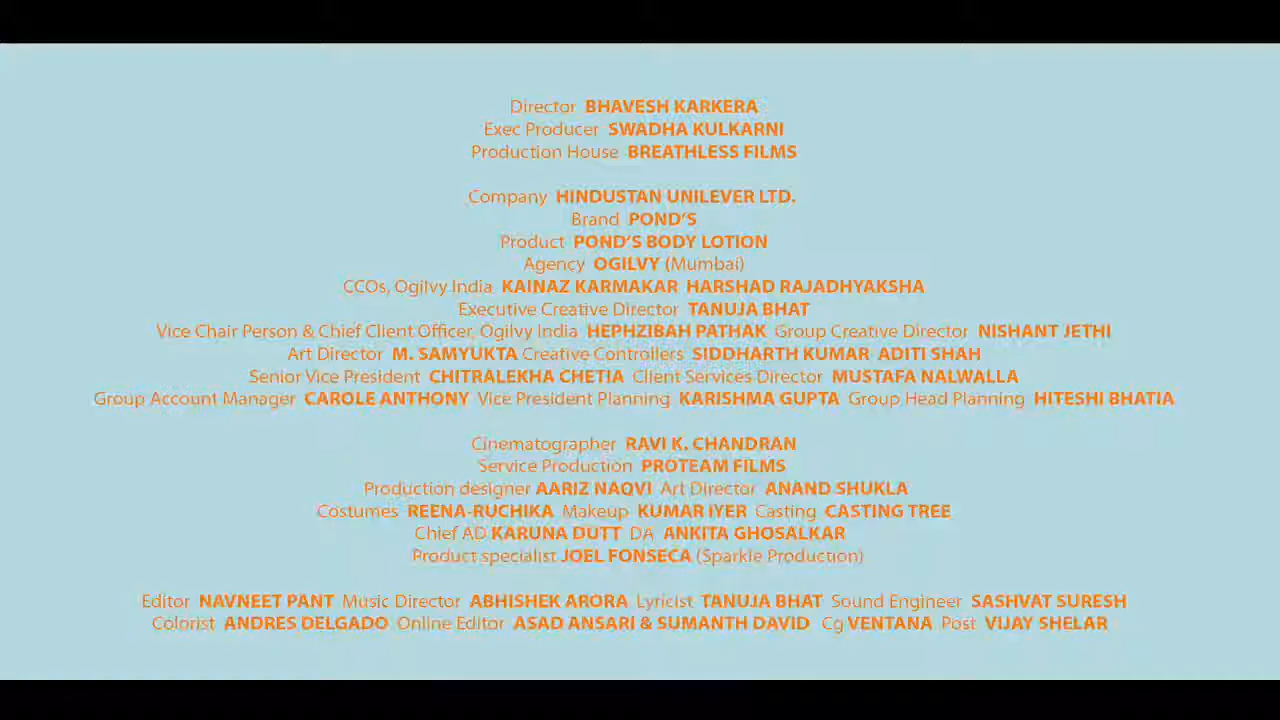 Director BHAVESH KARKERA
Exec Producer SWADHA KULKARNI
Production House BREATHLESS FILMS
Company HINDUSTAN UNILEVER LTD.
Brand POND'S
Product POND'S BODY LOTION
Agency OGILVY (Mumbai)
CCOs, Ogilvy India KAINAZ KARMAKAR HARSHAD RAJADHYAKSHA
Executive Creative Director TANUJA BHAT
Vice Chair Person & Chief Client Officer, Ogilvy India HEPHZIBAH PATHAK Group Creative Director NISHANT JETHI
Art Director M. SAMYUKTA Creative Controllers SIDDHARTH KUMAR ADITI SHAH
Senior Vice President CHITRALEKHA CHETIA Client Services Director MUSTAFA NALWALLA
Group Account Manager CAROLE ANTHONY Vice President Planning KARISHMA GUPTA Group Head Planning HITESHI BHATIA
Cinematographer RAVI K. CHANDRAN
Service Production PROTEAM FILMS
Production designer AARIZ NAQVI Art Director ANAND SHUKLA
Costumes REENA-RUCHIKA Makeup KUMAR IYER Casting CASTING TREE
Chief AD KARUNA DUTT DA ANKITA GHOSALKAR
Product specialist JOEL FONSECA (Sparkle Production)
Editor NAVNEET PANT Music Director ABHISHEK ARORA Lyricist TANUJA BHAT Sound Engineer SASHVAT SURESH
Colorist ANDRES DELGADO Online Editor ASAD ANSARI & SUMANTH DAVID Cg VENTANA Post VIJAY SHELAR